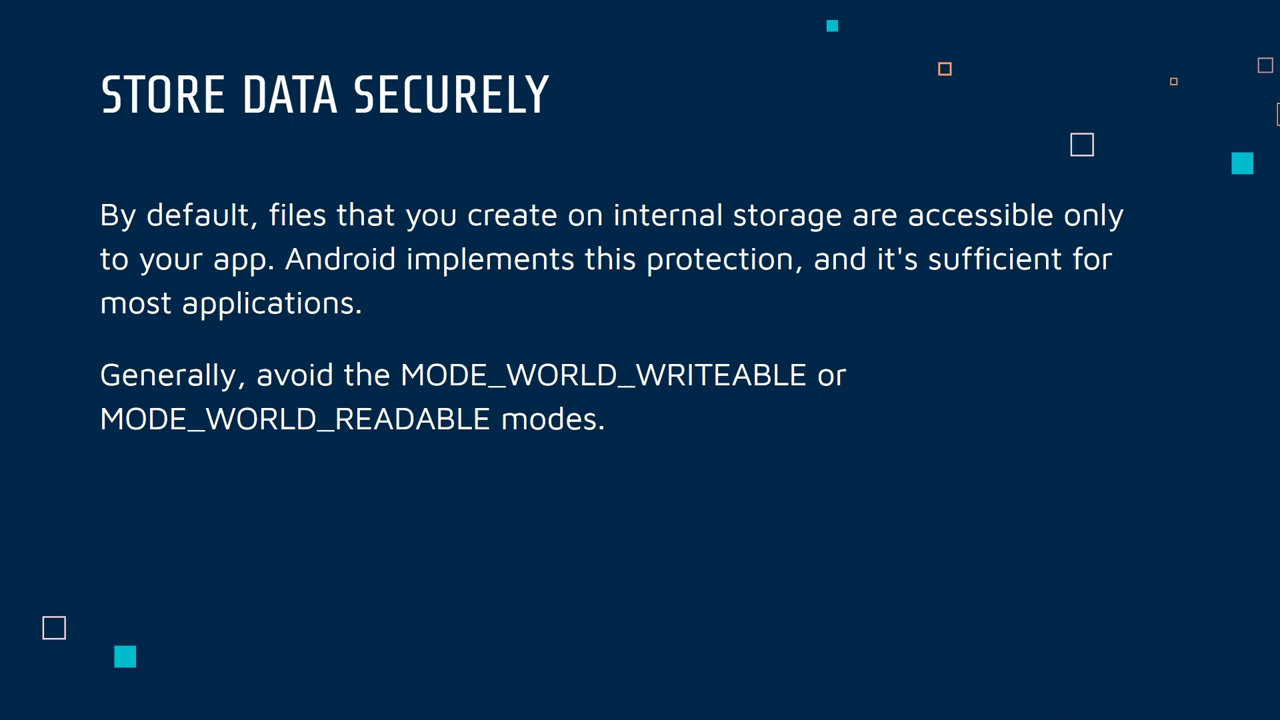 STORE DATA SECURELY
By default, files that you create on internal storage are accessible only
to your app. Android implements this protection, and it's sufficient for
most applications.
Generally, avoid the MODE_WORLD_WRITEABLE or
MODE_WORLD_READABLE modes.